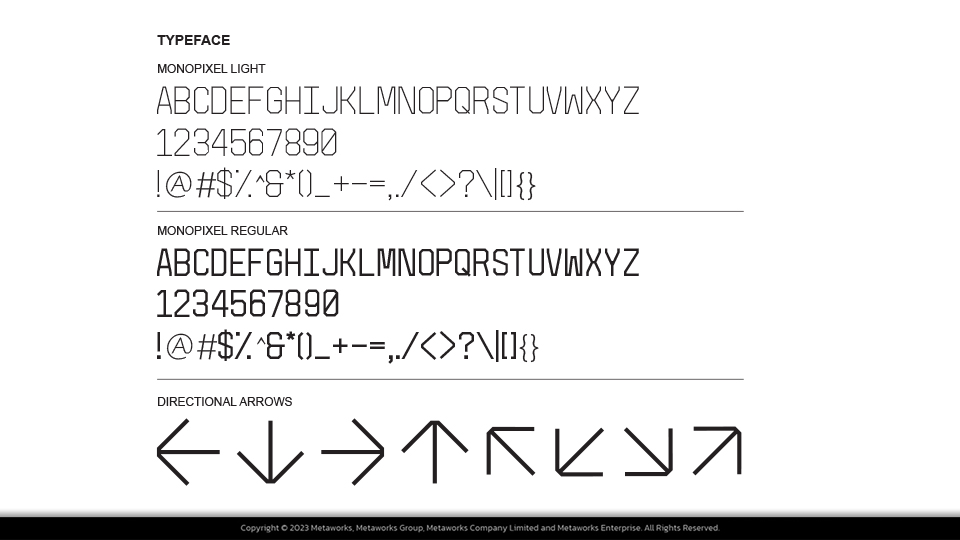 TYPEFACE
MONOPIXEL LIGHT
ABCDEFGHIJKLMNOPQRSTUVWXYZ
1234567890
!@#$%^&*()_+-=,./<>?\|[]{}
MONOPIXEL REGULAR
ABCDEFGHIJKLMNOPQRSTUVWXYZ
1234567890
!@#$%^&*()_+-=,./<>?\|[]{}
DIRECTIONAL ARROWS
Copyright © 2023 Metaworks, Metaworks Group, Metaworks Company Limited and Metaworks Enterprise. All Rights Reserved.